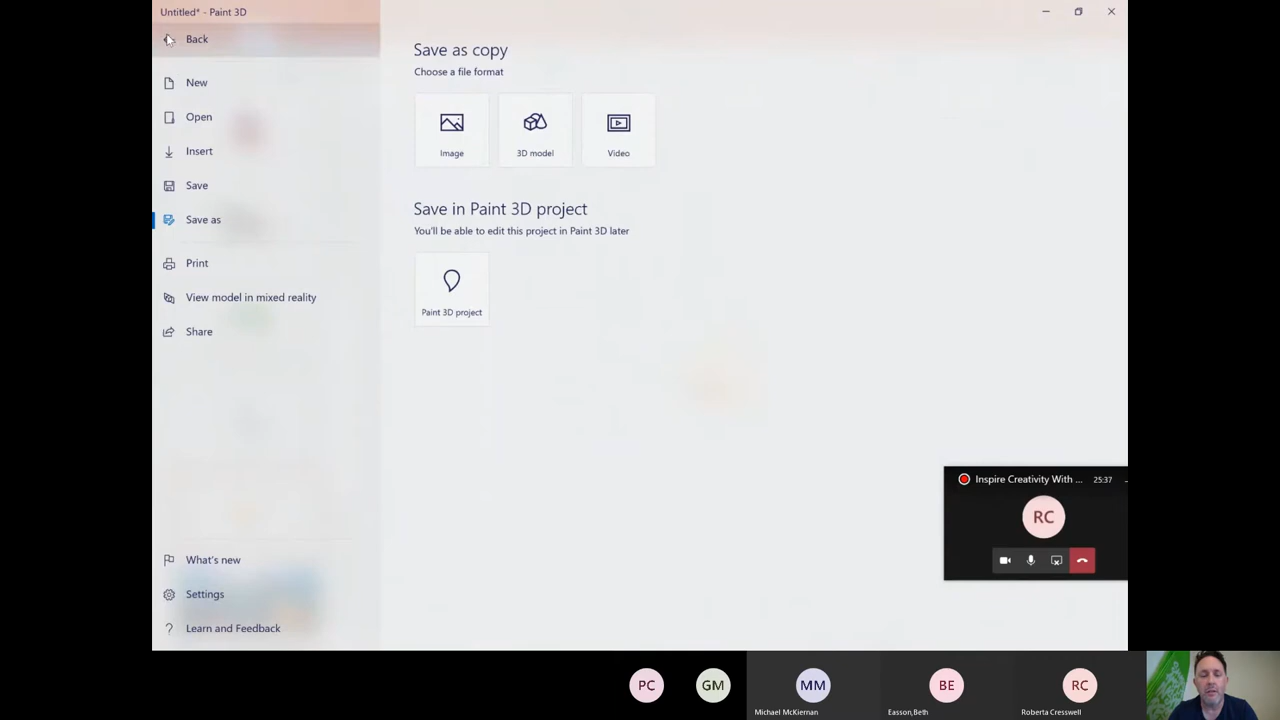 Untitled* - Paint 3D
Back
New
Open
Insert
Save
Save as
Print
View model in mixed reality
Share
What's new
Settings
Learn and Feedback
Save as copy
Choose a file format
Image
3D model
Video
Save in Paint 3D project
You'll be able to edit this project in Paint 3D later
Paint 3D project
Inspire Creativity With ... 25:37
RC
PC
GM
MM
BE
RC
Michael McKiernan
Easson,Beth
Roberta Cresswell